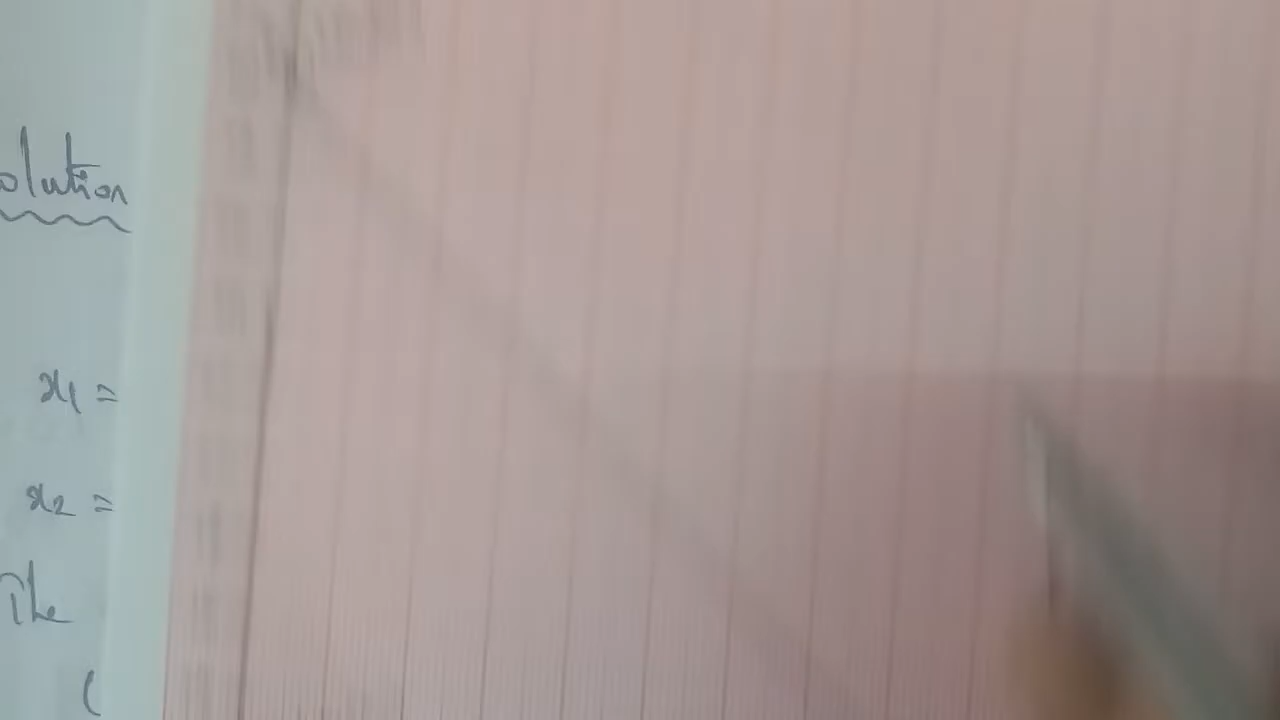 olution
x1 =
x2 =
The
(